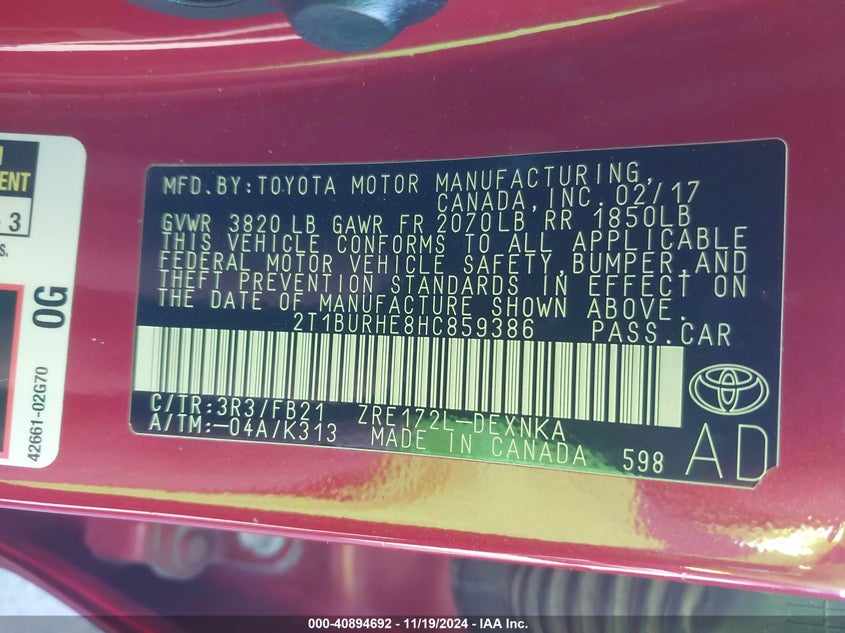 MFD.BY:TOYOTA MOTOR MANUFACTURING,
CANADA,INC. 02/17
GVWR 3820 LB GAWR FR 2070LB RR 1850LB
THIS VEHICLE CONFORMS TO ALL APPLICABLE
FEDERAL MOTOR VEHICLE SAFETY,BUMPER,AND
THEFT PREVENTION STANDARDS IN EFFECT ON
THE DATE OF MANUFACTURE SHOWN ABOVE.
2T1BURHE8HC859386 PASS.CAR
C/TR:3R3/FB21 ZRE172L-DEXNKA
A/TM:-04A/K313 MADE IN CANADA 598 AD
3
OG
42661-02G70
000-40894692 - 11/19/2024 - IAA Inc.